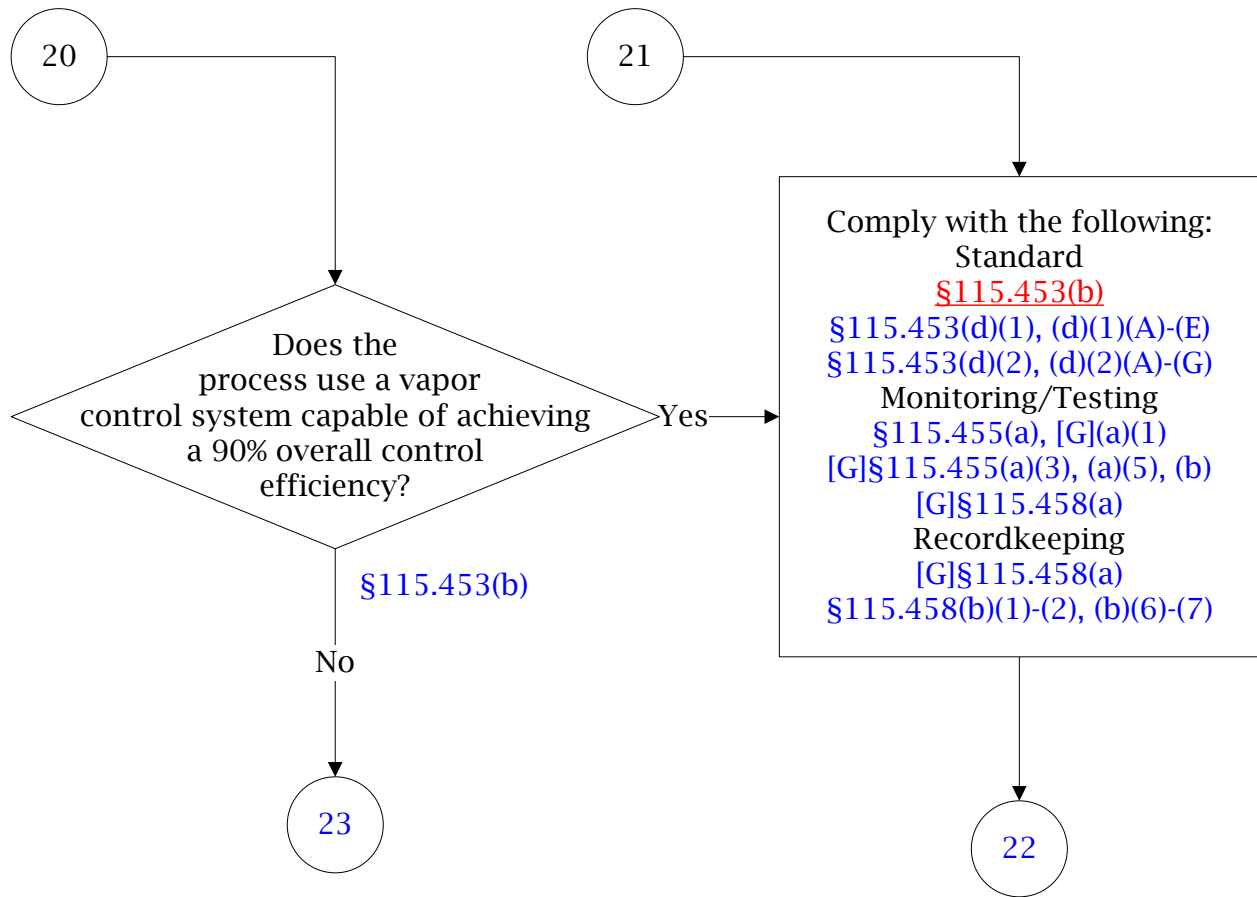 20
21
Does the
process use a vapor
control system capable of achieving
a 90% overall control
efficiency?
Yes
§115.453(b)
No
23
Comply with the following:
Standard
§115.453(b)
§115.453(d)(1), (d)(1)(A)-(E)
§115.453(d)(2), (d)(2)(A)-(G)
Monitoring/Testing
§115.455(a), [G](a)(1)
[G]§115.455(a)(3), (a)(5), (b)
[G]§115.458(a)
Recordkeeping
[G]§115.458(a)
§115.458(b)(1)-(2), (b)(6)-(7)
22